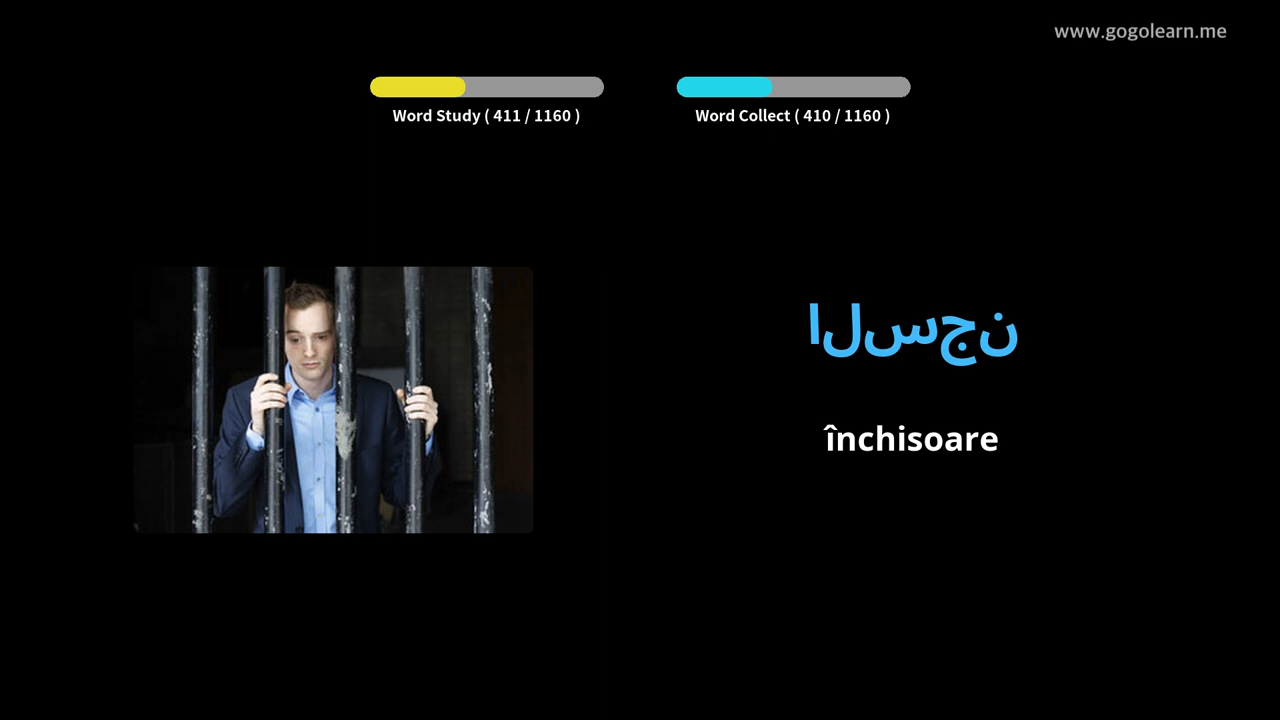 www.gogolearn.me
Word Study ( 411 / 1160 )
Word Collect ( 410 / 1160 )
السجن
închisoare